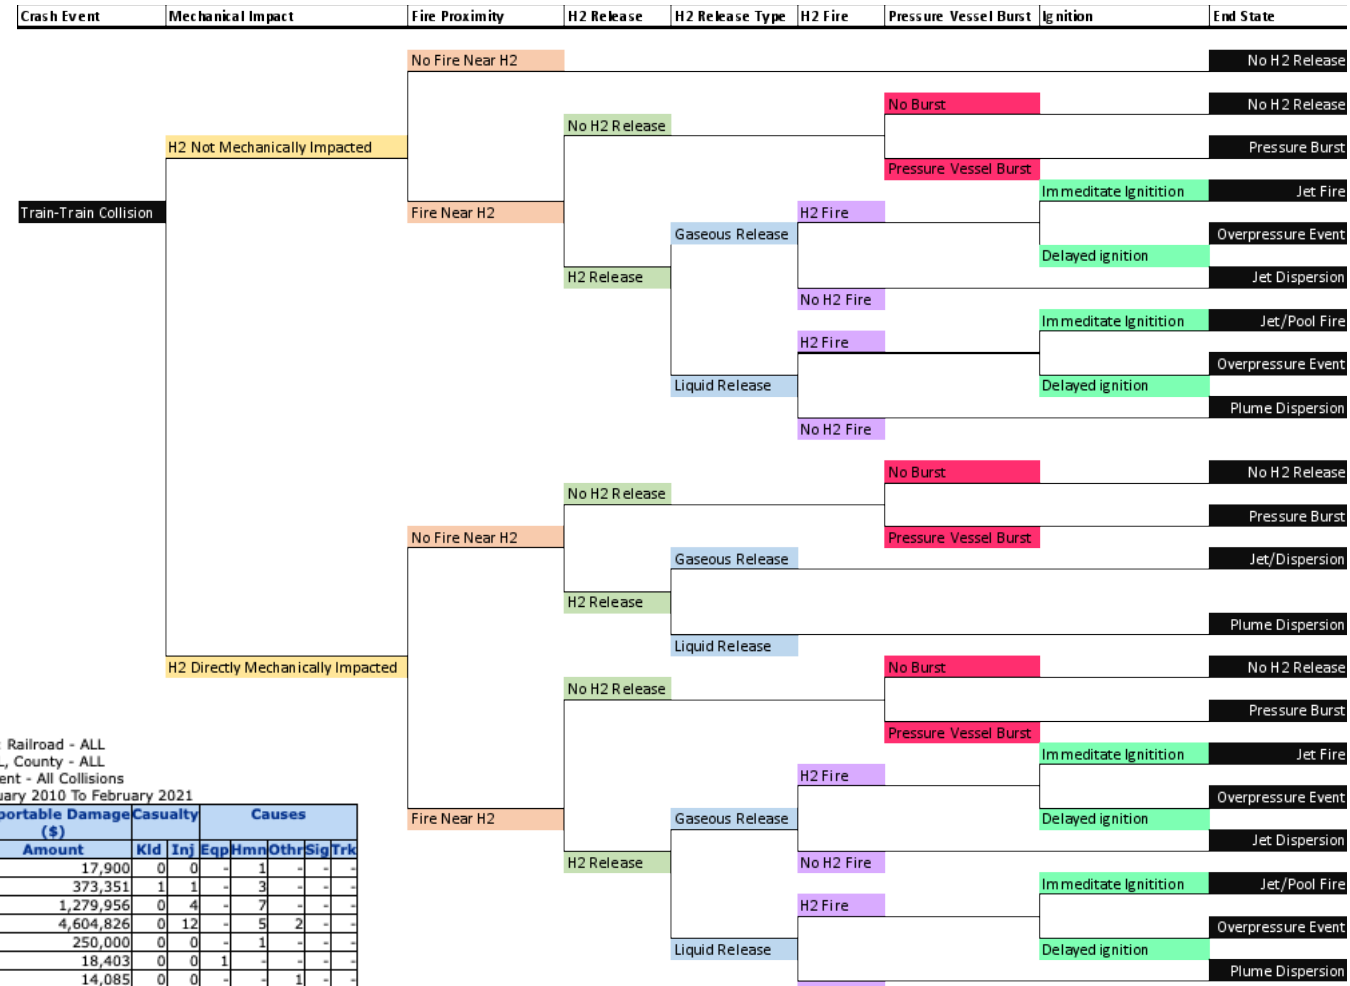 Crash Event Mechanical Impact Fire Proximity H2 Release H2 Release Type H2 Fire Pressure Vessel Burst Ignition End State
No Fire Near H2 No H2 Release
No Burst No H2 Release
No H2 Release
H2 Not Mechanically Impacted Pressure Burst
Pressure Vessel Burst
Immeditate Ignitition Jet Fire
Train-Train Collision Fire Near H2 H2 Fire
Gaseous Release Overpressure Event
Delayed ignition
H2 Release Jet Dispersion
No H2 Fire
Immeditate Ignitition Jet/Pool Fire
H2 Fire
Overpressure Event
Liquid Release Delayed ignition
Plume Dispersion
No H2 Fire
No Burst No H2 Release
No H2 Release
Pressure Burst
No Fire Near H2 Pressure Vessel Burst
Gaseous Release Jet/Dispersion
H2 Release
Plume Dispersion
Liquid Release
H2 Directly Mechanically Impacted No Burst No H2 Release
No H2 Release
Pressure Burst
Pressure Vessel Burst
Immeditate Ignitition Jet Fire
H2 Fire
Overpressure Event
Fire Near H2 Gaseous Release Delayed ignition
Jet Dispersion
H2 Release No H2 Fire
Immeditate Ignitition Jet/Pool Fire
H2 Fire
Overpressure Event
Liquid Release Delayed ignition
Plume Dispersion
: Railroad - ALL
L, County - ALL
ent - All Collisions
uary 2010 To February 2021
portable Damage Casualty Causes
($)
Amount Kld Inj Eqp Hmn Othr Sig Trk
17,900 0 0 - 1 - - -
373,351 1 1 - 3 - - -
1,279,956 0 4 - 7 - - -
4,604,826 0 12 - 5 2 - -
250,000 0 0 - 1 - - -
18,403 0 0 1 - - - -
14,085 0 0 - - 1 - -